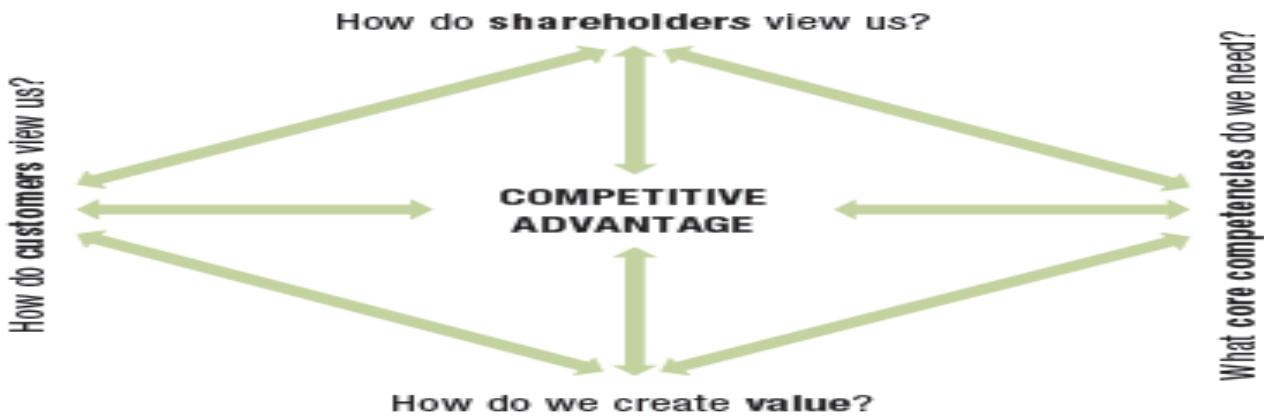 How do shareholders view us?
How do customers view us?
COMPETITIVE
ADVANTAGE
What core competencies do we need?
How do we create value?